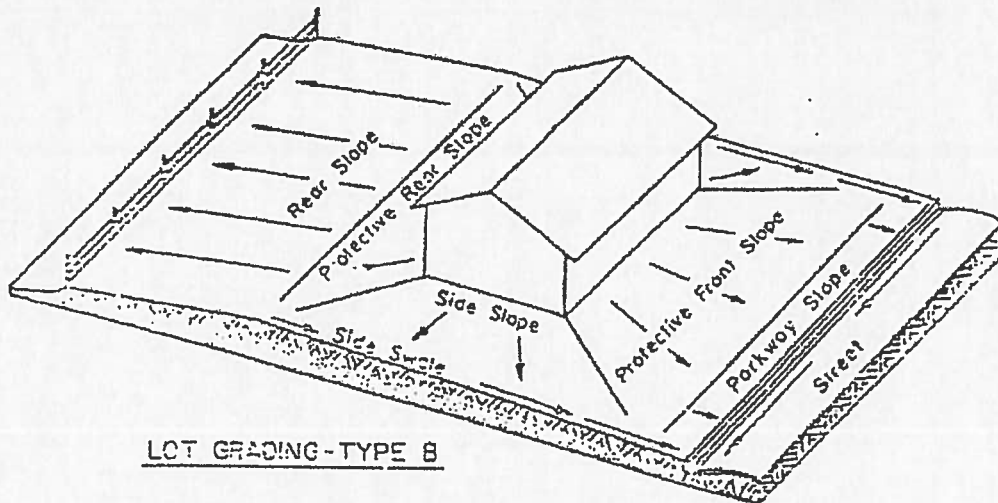 Rear Slope
Protective Rear Slope
Side Slope
Side Swale
Protective Front Slope
Parkway Slope
Street
LOT GRADING-TYPE B